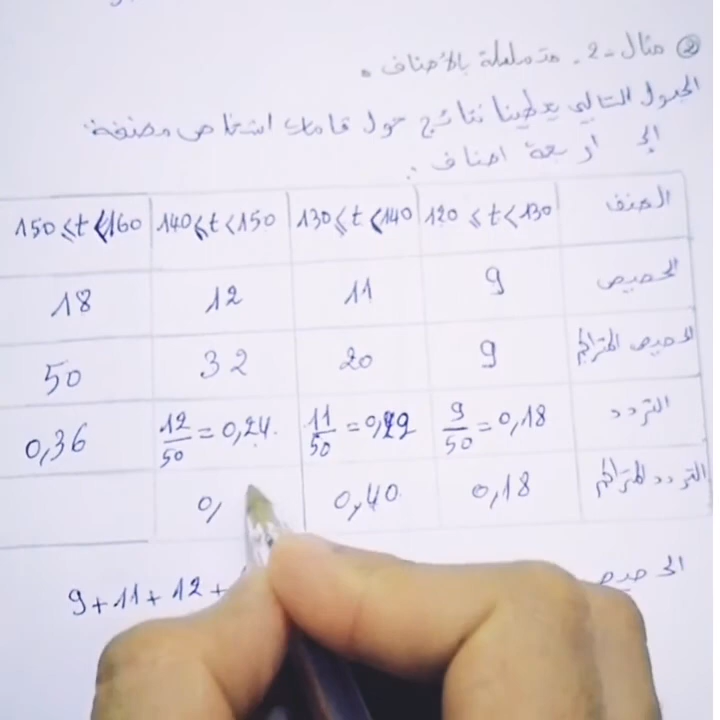 ② مثال -2- متسلسلة بالأصناف.
الجدول التالي يعطينا نتائج حول قامات اشخاص مصنفة
إلى أربعة اصناف:
الصنف 120 ≤ t < 130 130 ≤ t < 140 140 ≤ t < 150 150 ≤ t ≤ 160
الحصيص 9 11 12 18
الحصيص المتراكم 9 20 32 50
التردد 9/50 = 0,18 11/50 = 0,22 12/50 = 0,24 0,36
التردد المتراكم 0,18 0,40 0,
الحصيص
9 + 11 + 12 +